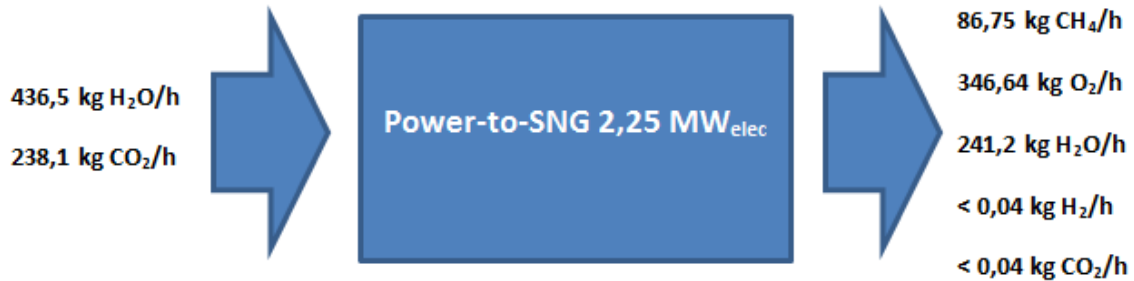 436,5 kg H₂O/h
238,1 kg CO₂/h
Power-to-SNG 2,25 MWelec
86,75 kg CH₄/h
346,64 kg O₂/h
241,2 kg H₂O/h
< 0,04 kg H₂/h
< 0,04 kg CO₂/h